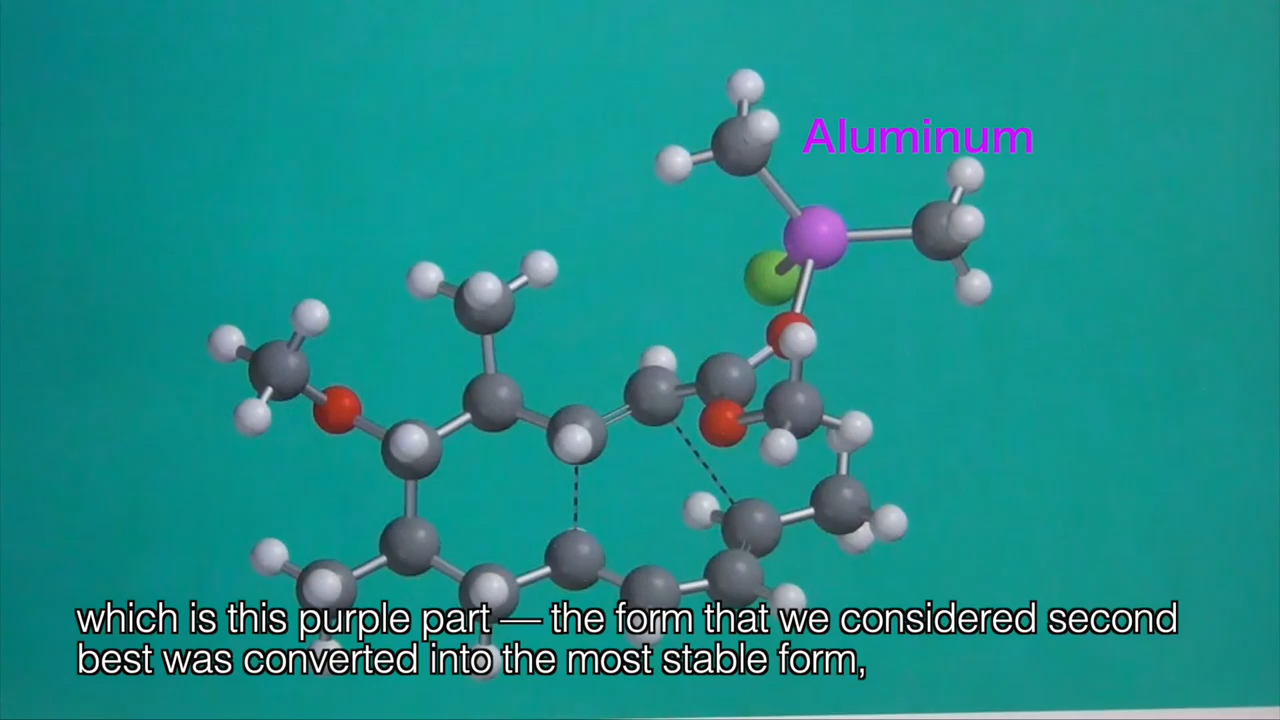 Aluminum
which is this purple part — the form that we considered second
best was converted into the most stable form,